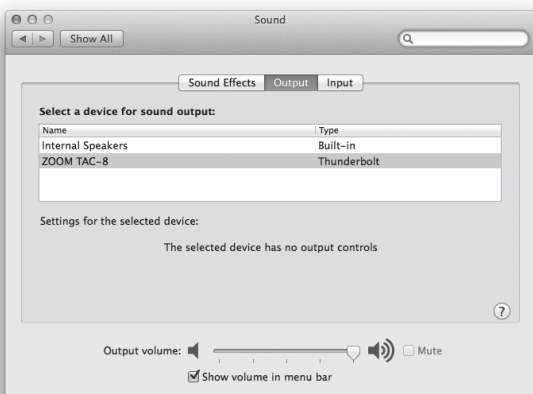 Sound
Show All
Sound Effects Output Input
Select a device for sound output:
Name Type
Internal Speakers Built-in
ZOOM TAC-8 Thunderbolt
Settings for the selected device:
The selected device has no output controls
?
Output volume: Mute
Show volume in menu bar